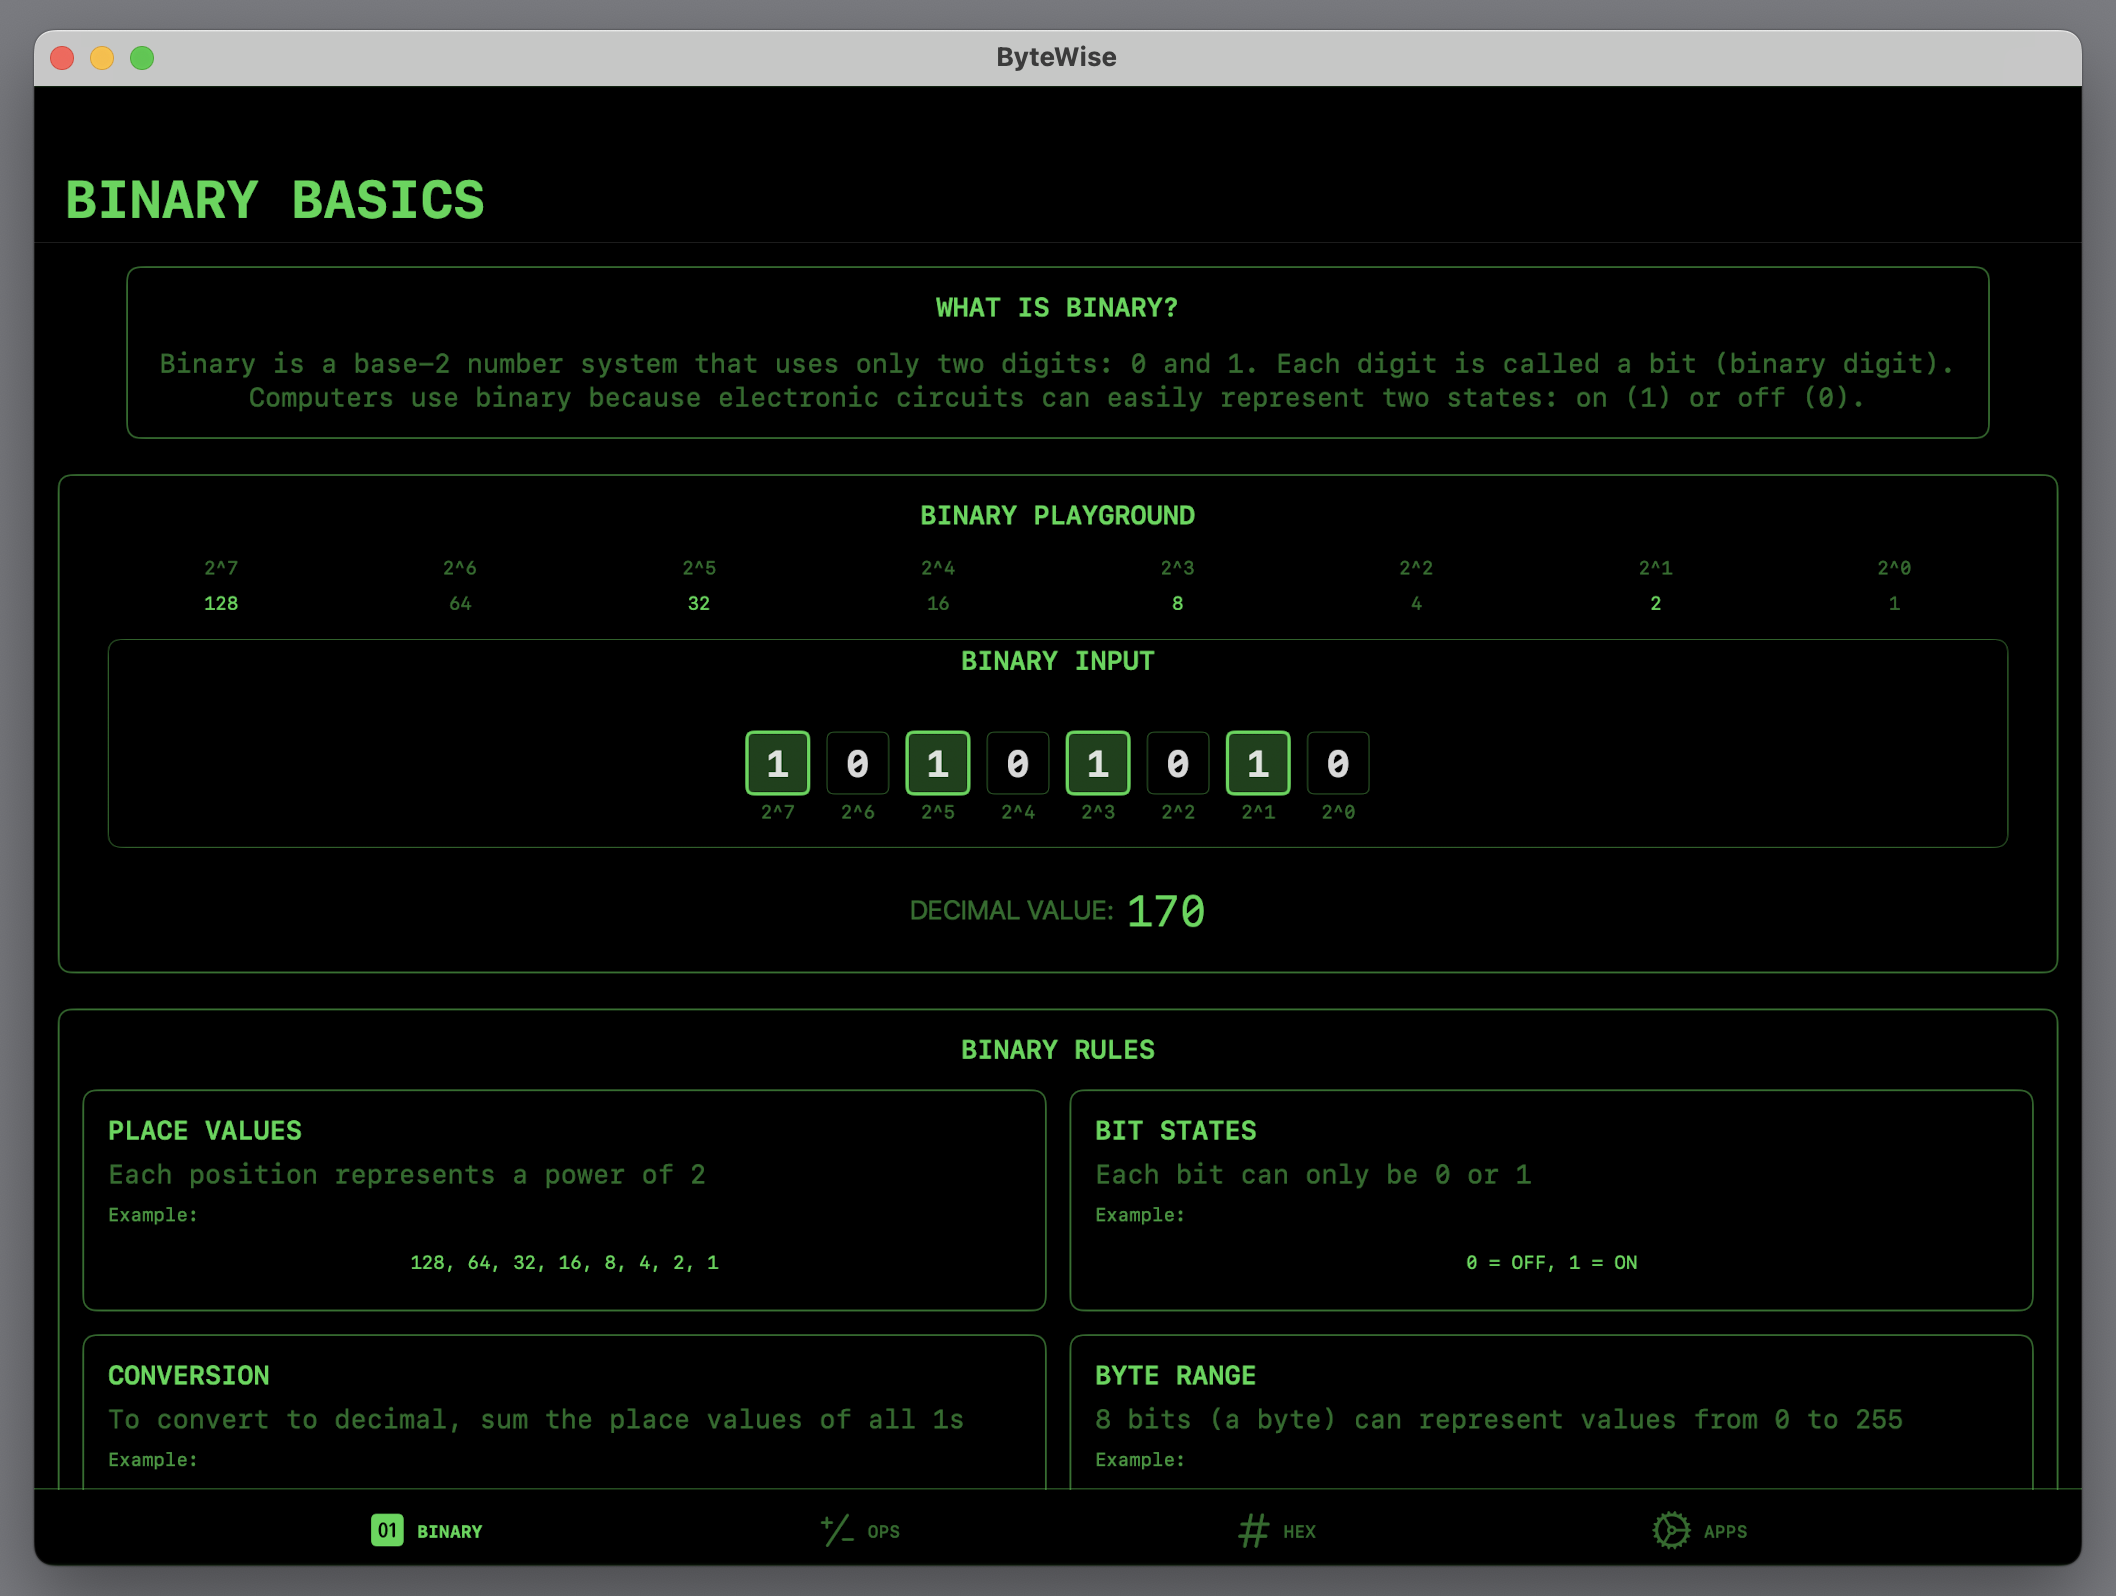 ByteWise
BINARY BASICS
WHAT IS BINARY?
Binary is a base-2 number system that uses only two digits: 0 and 1. Each digit is called a bit (binary digit).
Computers use binary because electronic circuits can easily represent two states: on (1) or off (0).
BINARY PLAYGROUND
2^7 2^6 2^5 2^4 2^3 2^2 2^1 2^0
128 64 32 16 8 4 2 1
BINARY INPUT
1 0 1 0 1 0 1 0
2^7 2^6 2^5 2^4 2^3 2^2 2^1 2^0
DECIMAL VALUE: 170
BINARY RULES
PLACE VALUES
Each position represents a power of 2
Example:
128, 64, 32, 16, 8, 4, 2, 1
BIT STATES
Each bit can only be 0 or 1
Example:
0 = OFF, 1 = ON
CONVERSION
To convert to decimal, sum the place values of all 1s
Example:
BYTE RANGE
8 bits (a byte) can represent values from 0 to 255
Example:
01 BINARY
+/- OPS
# HEX
APPS